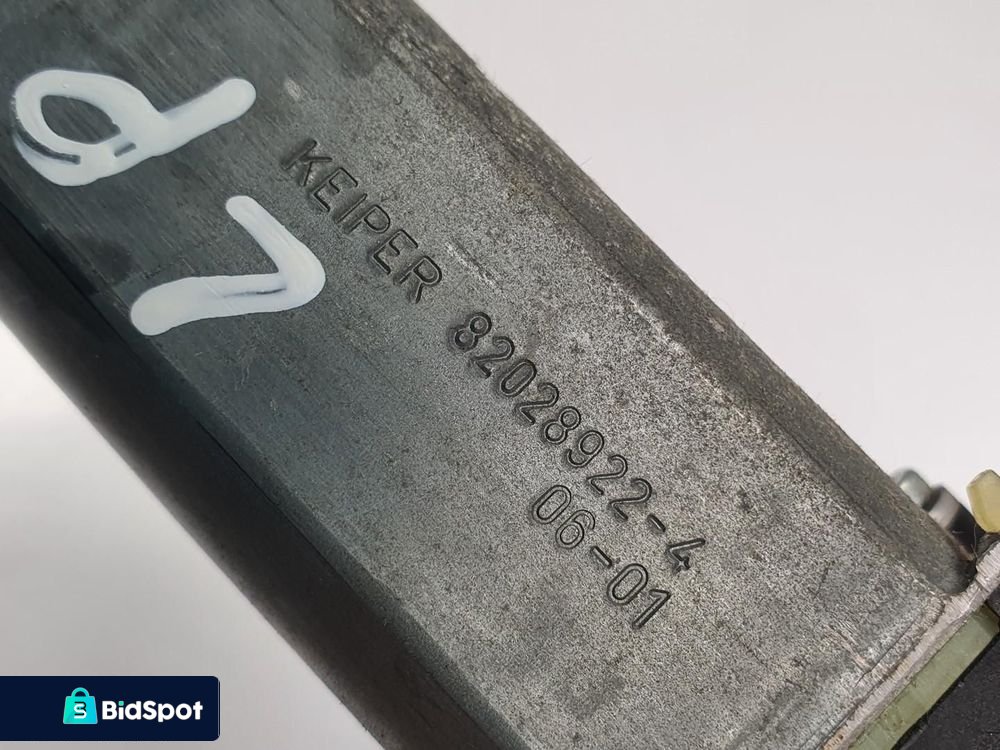 d7
KEIPER 82028922-4
06-01
BidSpot